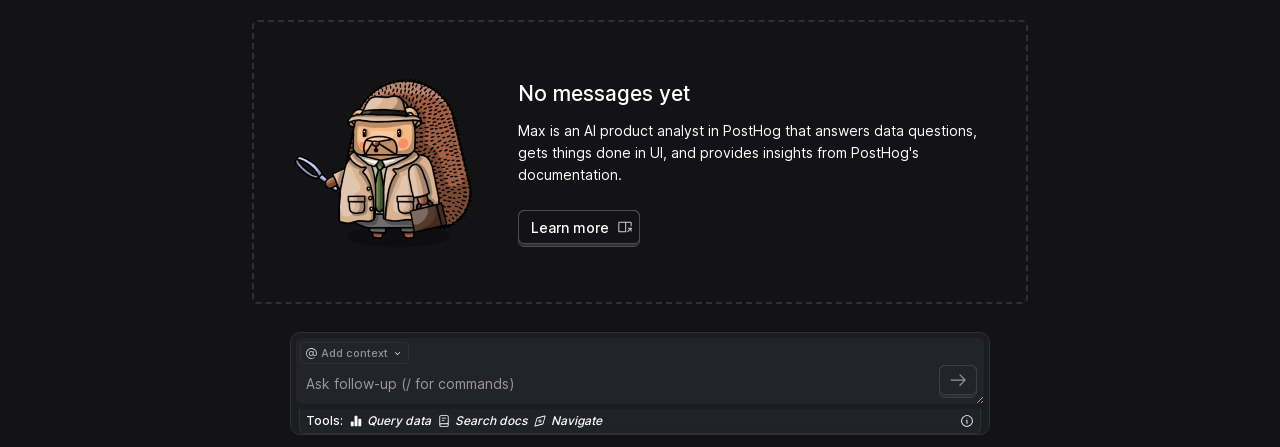 No messages yet
Max is an AI product analyst in PostHog that answers data questions,
gets things done in UI, and provides insights from PostHog's
documentation.
Learn more
@ Add context
Ask follow-up (/ for commands)
Tools: Query data Search docs Navigate